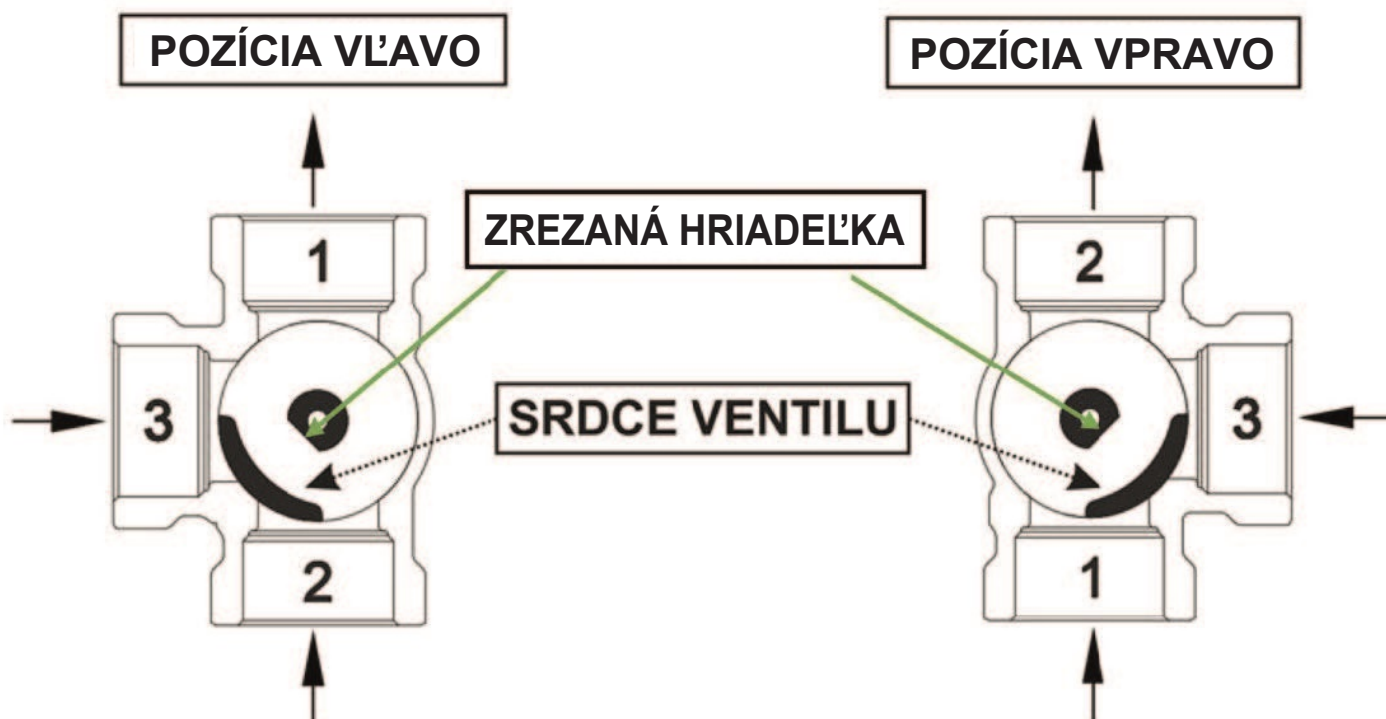 POZÍCIA VĽAVO
POZÍCIA VPRAVO
ZREZANÁ HRIADEĽKA
1
2
3
SRDCE VENTILU
3
2
1